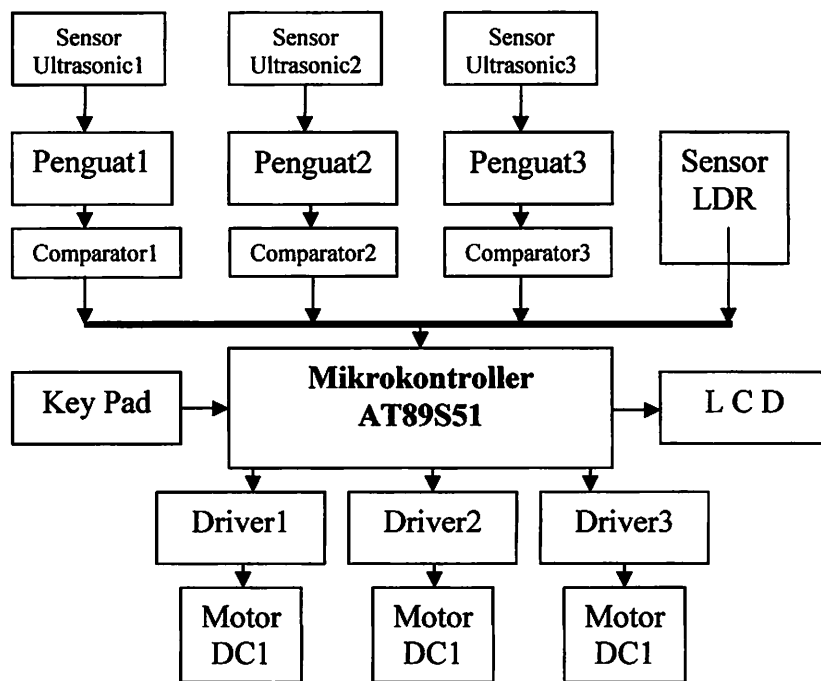 Sensor
Ultrasonic1
Sensor
Ultrasonic2
Sensor
Ultrasonic3
Penguat1
Penguat2
Penguat3
Sensor
LDR
Comparator1
Comparator2
Comparator3
Key Pad
Mikrokontroller
AT89S51
L C D
Driver1
Driver2
Driver3
Motor
DC1
Motor
DC1
Motor
DC1